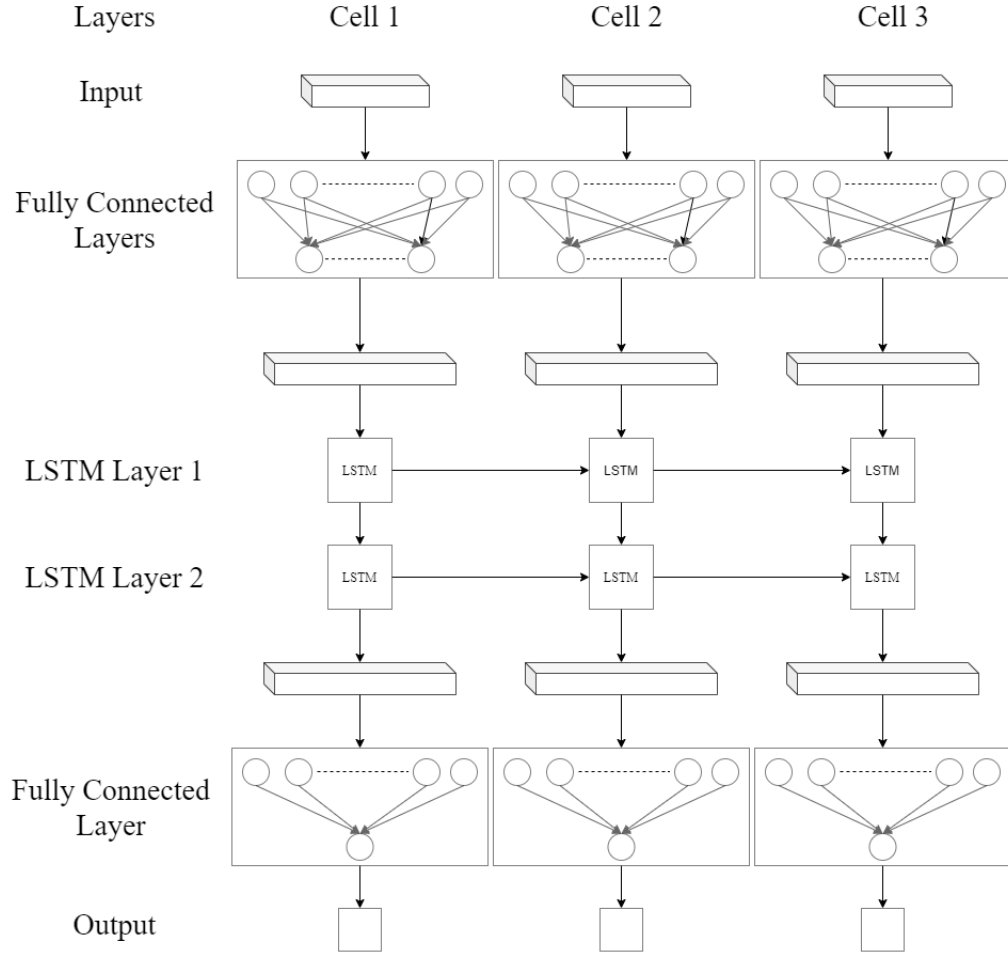 Layers Cell 1 Cell 2 Cell 3
Input
Fully Connected
Layers
LSTM Layer 1 LSTM LSTM LSTM
LSTM Layer 2 LSTM LSTM LSTM
Fully Connected
Layer
Output